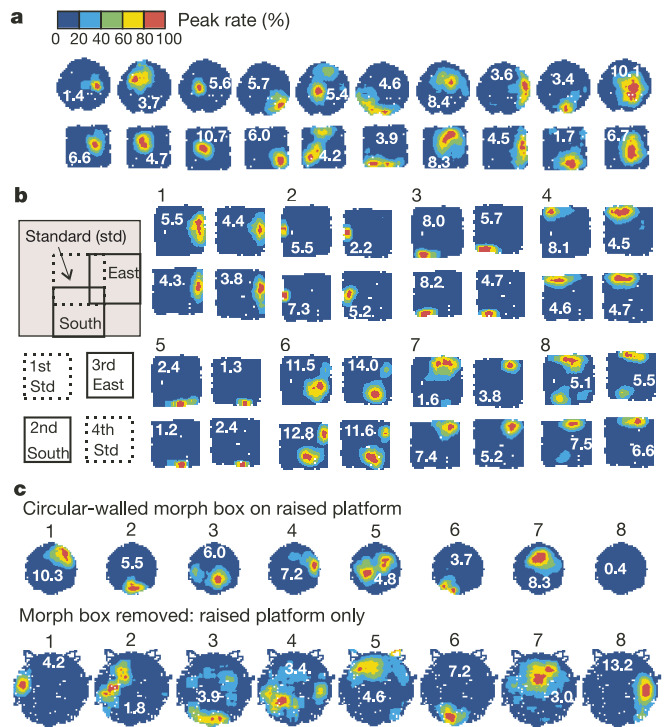 a
Peak rate (%)
0 20 40 60 80 100
1.4 3.7 5.6 5.7 5.4 4.6 8.4 3.6 3.4 10.1
6.6 4.7 10.7 6.0 4.2 3.9 8.3 4.5 1.7 6.7
b
Standard (std)
East
South
1 2 3 4
5.5 4.4 5.5 2.2 8.0 5.7 8.1 4.5
4.3 3.8 7.3 5.2 8.2 4.7 4.6 4.7
1st Std
3rd East
2nd South
4th Std
5 6 7 8
2.4 1.3 11.5 14.0 1.6 3.8 5.1 5.5
1.2 2.4 12.8 11.6 7.4 5.2 7.5 6.6
c
Circular-walled morph box on raised platform
1 2 3 4 5 6 7 8
10.3 5.5 6.0 7.2 4.8 3.7 8.3 0.4
Morph box removed: raised platform only
1 2 3 4 5 6 7 8
4.2 1.8 3.9 3.4 4.6 7.2 3.0 13.2